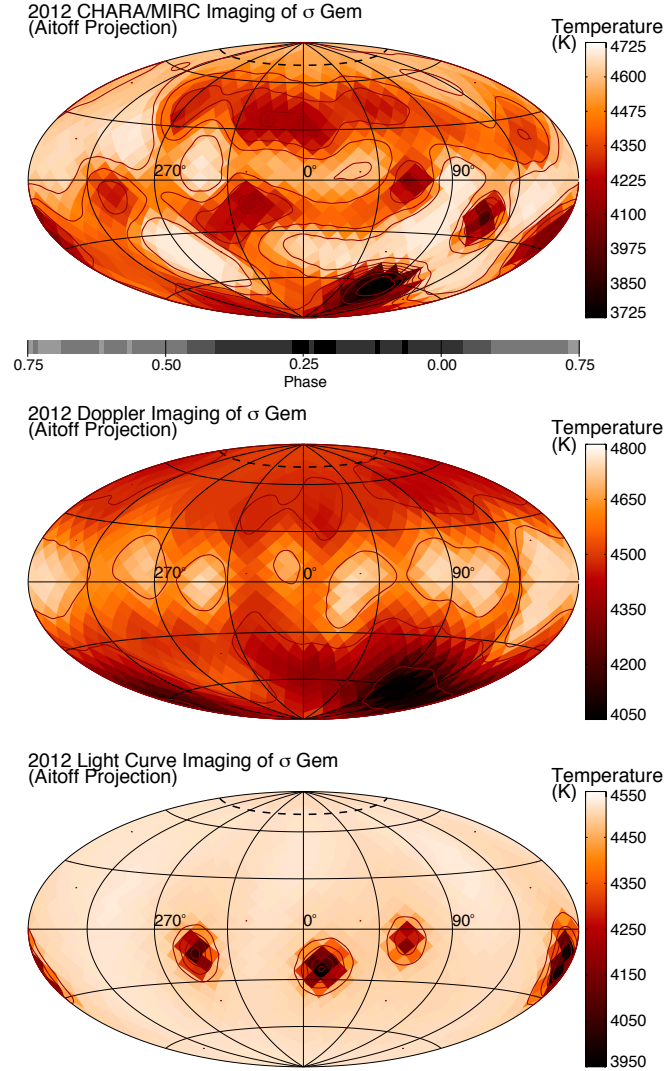 2012 CHARA/MIRC Imaging of σ Gem
(Aitoff Projection)
Temperature
(K)
4725
4600
4475
4350
4225
4100
3975
3850
3725
270°
0°
90°
0.75
0.50
0.25
0.00
0.75
Phase
2012 Doppler Imaging of σ Gem
(Aitoff Projection)
Temperature
(K)
4800
4650
4500
4350
4200
4050
270°
0°
90°
2012 Light Curve Imaging of σ Gem
(Aitoff Projection)
Temperature
(K)
4550
4450
4350
4250
4150
4050
3950
270°
0°
90°